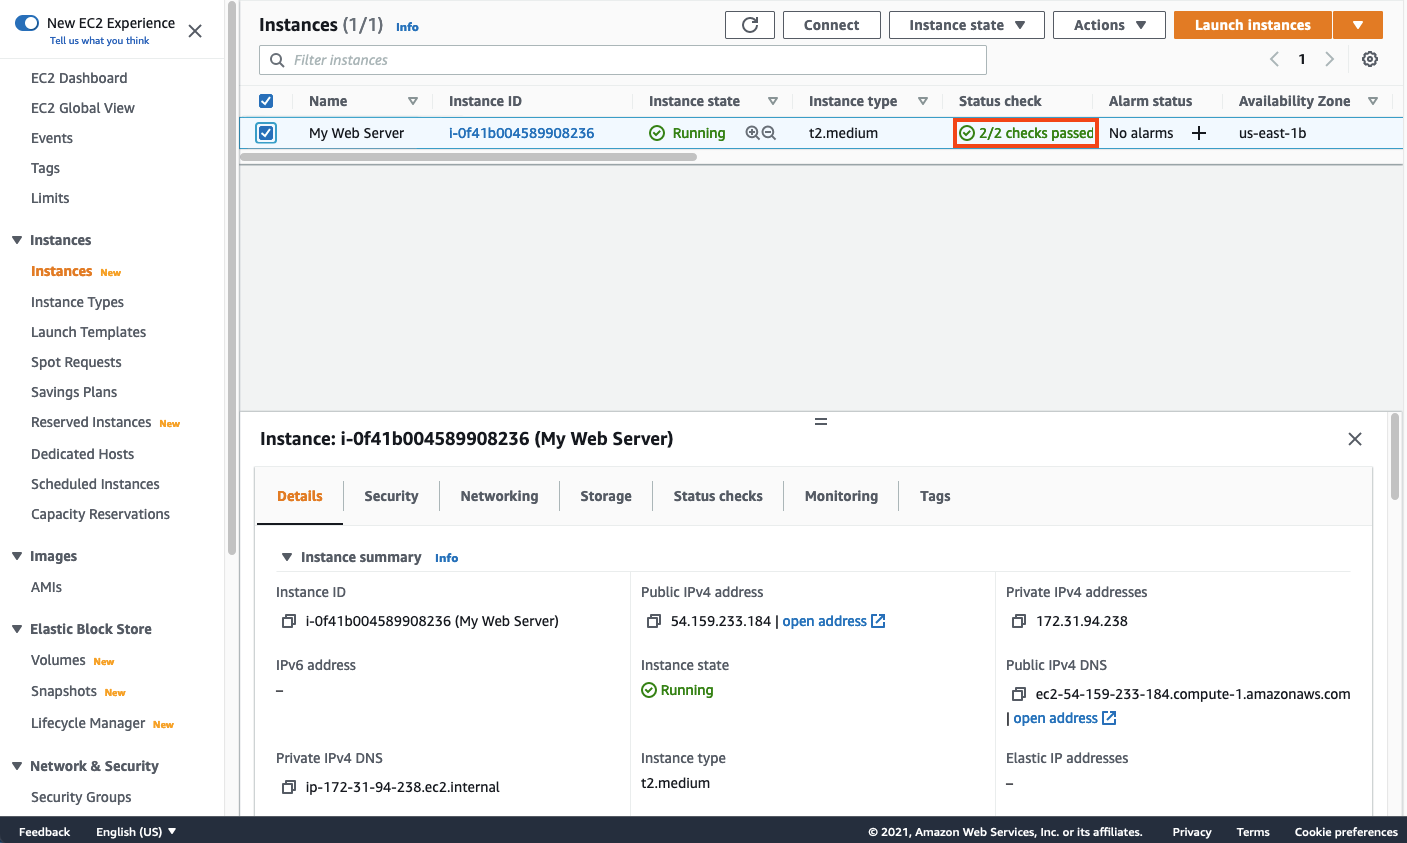 New EC2 Experience
Tell us what you think
EC2 Dashboard
EC2 Global View
Events
Tags
Limits
Instances
Instances New
Instance Types
Launch Templates
Spot Requests
Savings Plans
Reserved Instances New
Dedicated Hosts
Scheduled Instances
Capacity Reservations
Images
AMIs
Elastic Block Store
Volumes New
Snapshots New
Lifecycle Manager New
Network & Security
Security Groups
Instances (1/1) Info
Connect
Instance state
Actions
Launch instances
Filter instances
1
Name Instance ID Instance state Instance type Status check Alarm status Availability Zone
My Web Server i-0f41b004589908236 Running t2.medium 2/2 checks passed No alarms + us-east-1b
Instance: i-0f41b004589908236 (My Web Server)
Details Security Networking Storage Status checks Monitoring Tags
Instance summary Info
Instance ID
i-0f41b004589908236 (My Web Server)
Public IPv4 address
54.159.233.184 | open address
Private IPv4 addresses
172.31.94.238
IPv6 address
–
Instance state
Running
Public IPv4 DNS
ec2-54-159-233-184.compute-1.amazonaws.com
| open address
Private IPv4 DNS
ip-172-31-94-238.ec2.internal
Instance type
t2.medium
Elastic IP addresses
–
Feedback English (US) © 2021, Amazon Web Services, Inc. or its affiliates. Privacy Terms Cookie preferences